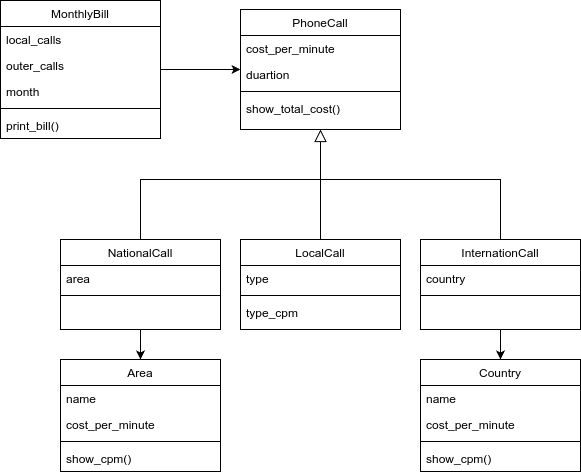 MonthlyBill
local_calls
outer_calls
month
print_bill()
PhoneCall
cost_per_minute
duartion
show_total_cost()
NationalCall
area
LocalCall
type
type_cpm
InternationCall
country
Area
name
cost_per_minute
show_cpm()
Country
name
cost_per_minute
show_cpm()